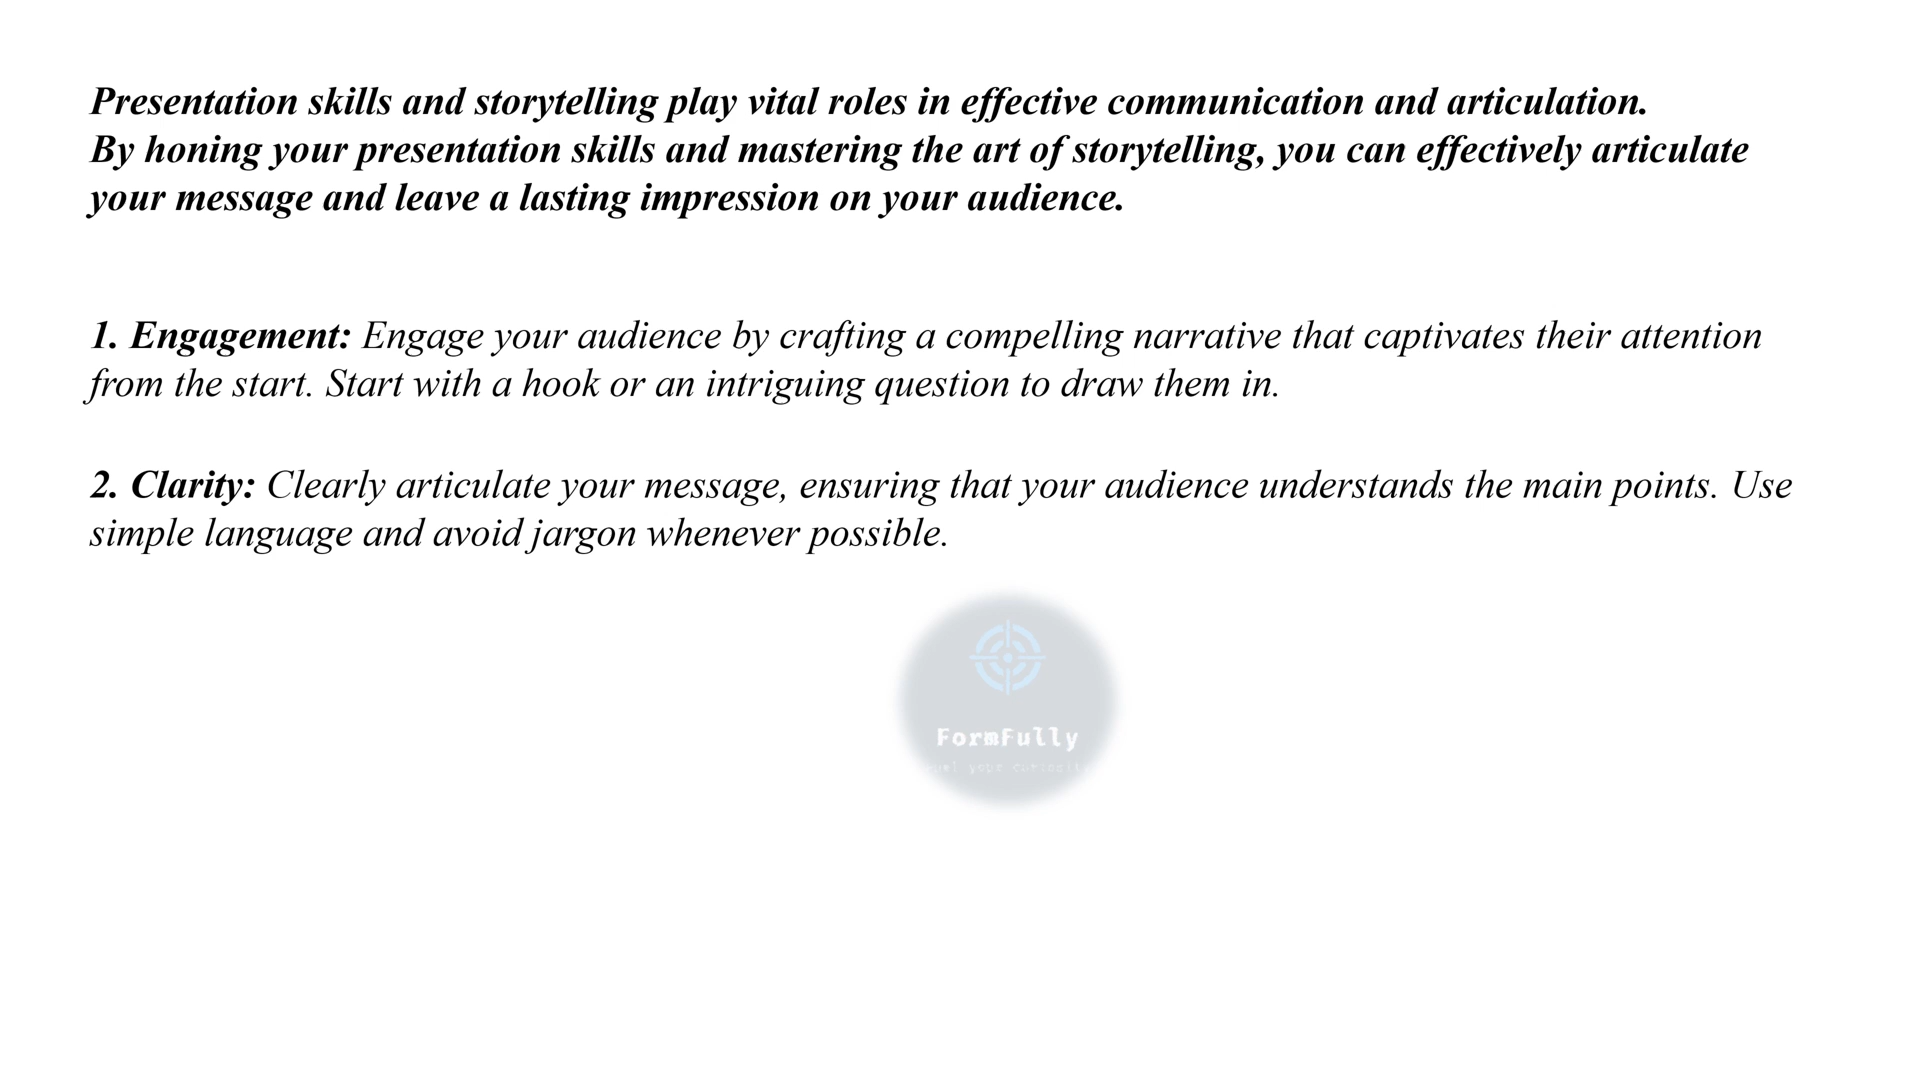 Presentation skills and storytelling play vital roles in effective communication and articulation.
By honing your presentation skills and mastering the art of storytelling, you can effectively articulate
your message and leave a lasting impression on your audience.
1. Engagement: Engage your audience by crafting a compelling narrative that captivates their attention
from the start. Start with a hook or an intriguing question to draw them in.
2. Clarity: Clearly articulate your message, ensuring that your audience understands the main points. Use
simple language and avoid jargon whenever possible.
FormFully
your